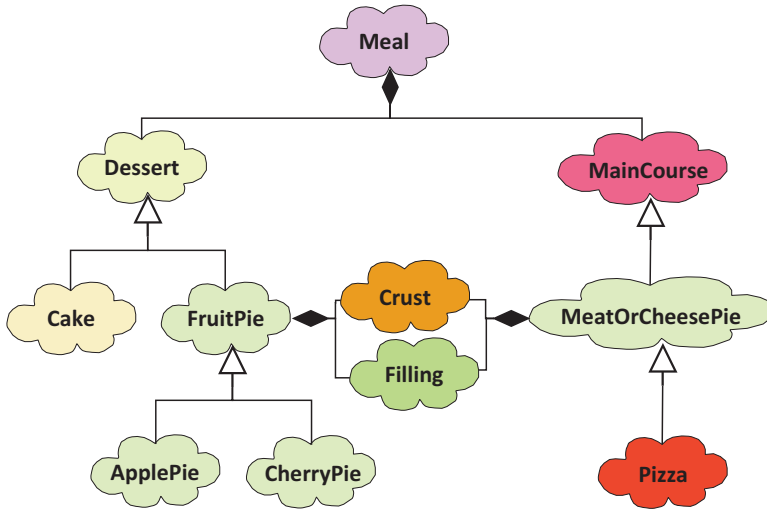 Meal
Dessert
MainCourse
Cake
FruitPie
Crust
MeatOrCheesePie
Filling
ApplePie
CherryPie
Pizza